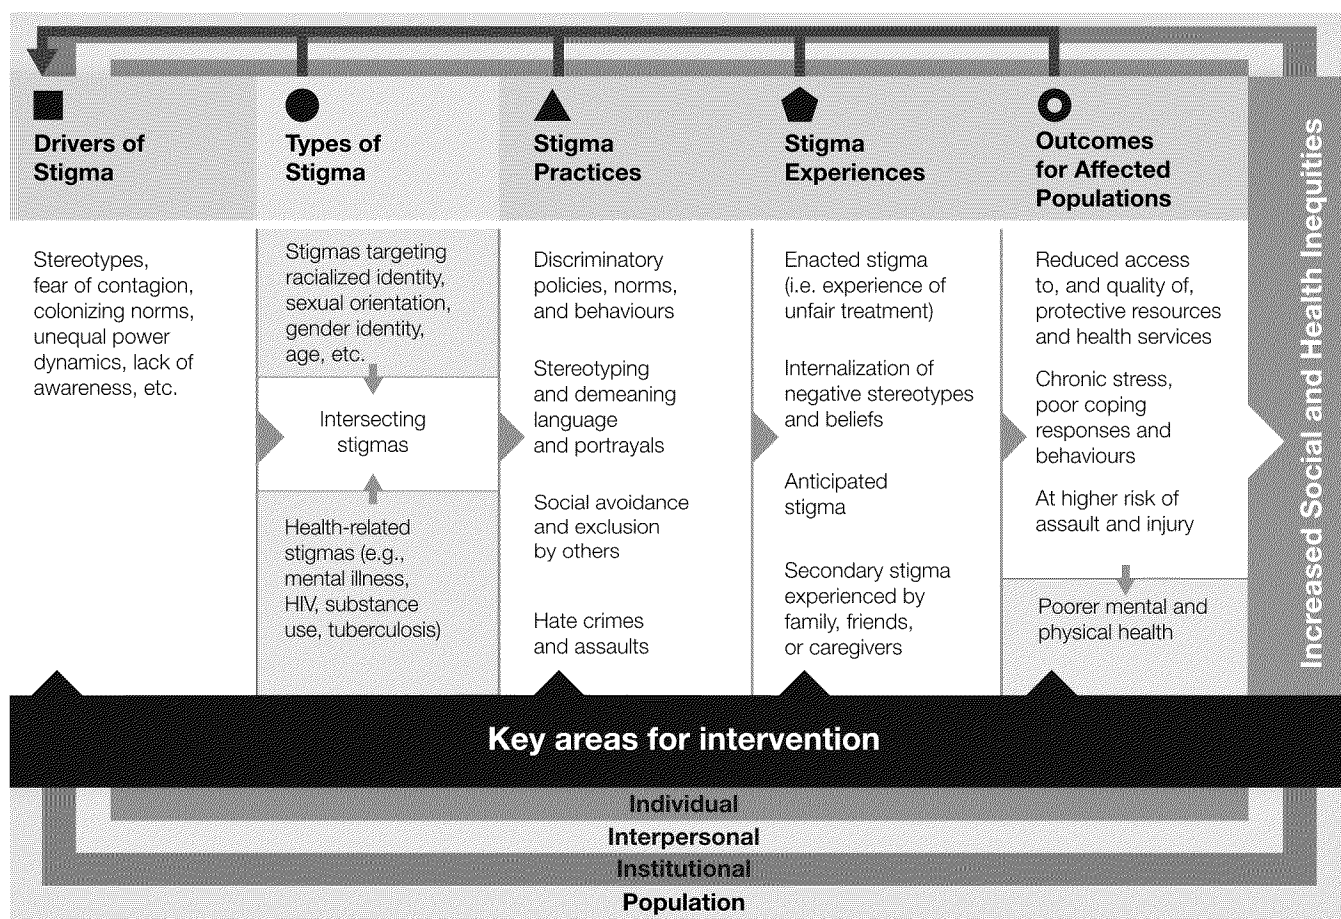 Drivers of
Stigma
Types of
Stigma
Stigma
Practices
Stigma
Experiences
Outcomes
for Affected
Populations
Stereotypes,
fear of contagion,
colonizing norms,
unequal power
dynamics, lack of
awareness, etc.
Stigmas targeting
racialized identity,
sexual orientation,
gender identity,
age, etc.
Intersecting
stigmas
Health-related
stigmas (e.g.,
mental illness,
HIV, substance
use, tuberculosis)
Discriminatory
policies, norms,
and behaviours
Stereotyping
and demeaning
language
and portrayals
Social avoidance
and exclusion
by others
Hate crimes
and assaults
Enacted stigma
(i.e. experience of
unfair treatment)
Internalization of
negative stereotypes
and beliefs
Anticipated
stigma
Secondary stigma
experienced by
family, friends,
or caregivers
Reduced access
to, and quality of,
protective resources
and health services
Chronic stress,
poor coping
responses and
behaviours
At higher risk of
assault and injury
Poorer mental and
physical health
Increased Social and Health Inequities
Key areas for intervention
Individual
Interpersonal
Institutional
Population